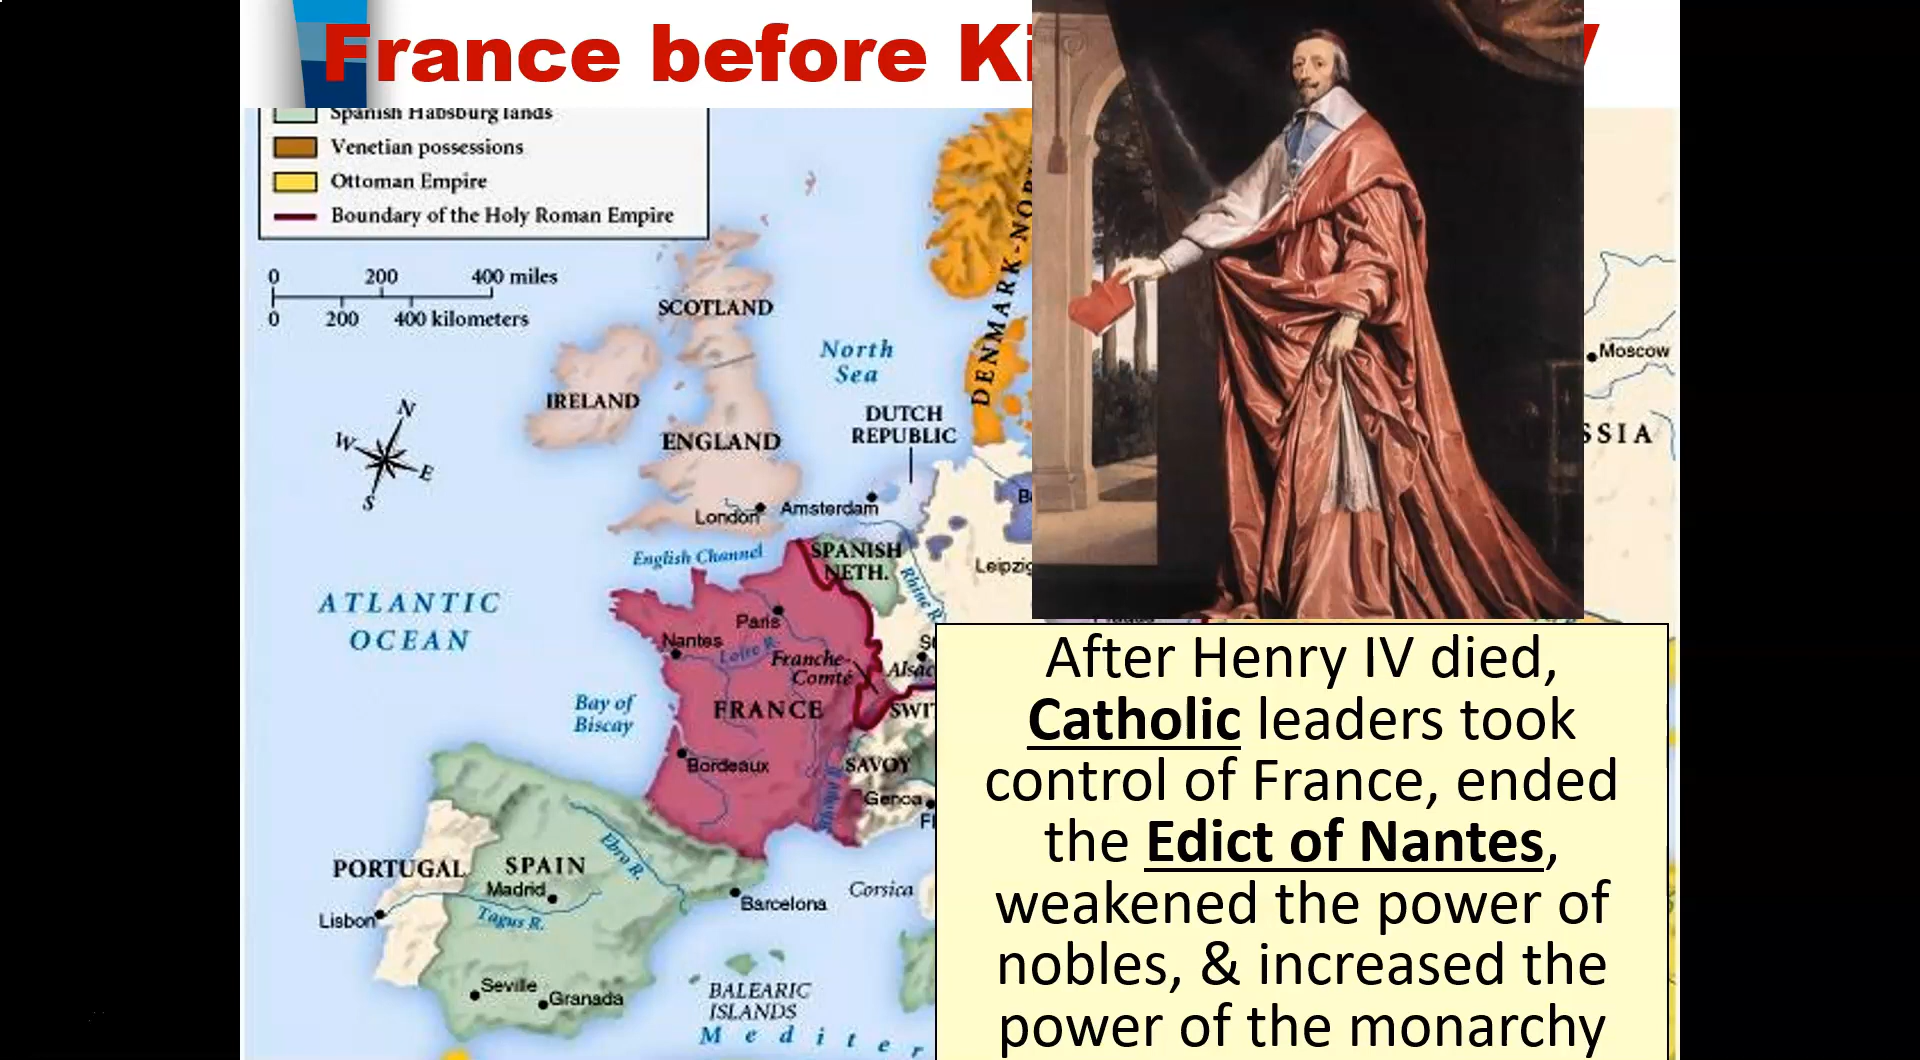 France before Ki
Spanish Habsburg lands
Venetian possessions
Ottoman Empire
Boundary of the Holy Roman Empire
0 200 400 miles
0 200 400 kilometers
N
W
E
S
SCOTLAND
North
Sea
DENMARK-NOR
Moscow
IRELAND
DUTCH
REPUBLIC
ENGLAND
SSIA
London
Amsterdam
English Channel
SPANISH
NETH.
Rhine R.
Leipzig
ATLANTIC
OCEAN
Paris
Nantes
Loire R.
Franche-
Comté
Alsac
Bay of
Biscay
FRANCE
SWIT
Bordeaux
SAVOY
Genoa
Fl
PORTUGAL
SPAIN
Ebro R.
Madrid
Lisbon
Tagus R.
Barcelona
Corsica
Seville
Granada
BALEARIC
ISLANDS
Mediter
After Henry IV died,
Catholic leaders took
control of France, ended
the Edict of Nantes,
weakened the power of
nobles, & increased the
power of the monarchy